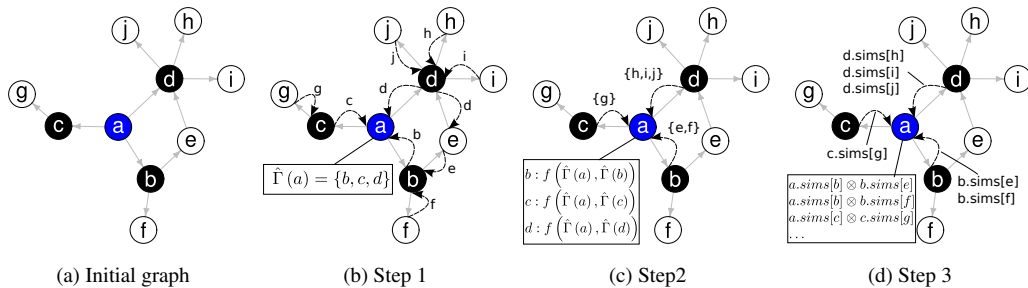 j
h
d
i
g
c
a
e
b
f
(a) Initial graph
j
h
h
j
i
d
i
g
g
c
d
d
c
a
b
e
e
b
f
f
Γ̂ (a) = {b, c, d}
(b) Step 1
j
h
{h,i,j}
d
i
g
{g}
c
a
{e,f}
e
b
f
b : f (Γ̂ (a) , Γ̂ (b))
c : f (Γ̂ (a) , Γ̂ (c))
d : f (Γ̂ (a) , Γ̂ (d))
(c) Step2
d.sims[h]
d.sims[i]
d.sims[j]
j
h
d
i
g
c
a
e
c.sims[g]
b
b.sims[e]
b.sims[f]
f
a.sims[b] ⊗ b.sims[e]
a.sims[b] ⊗ b.sims[f]
a.sims[c] ⊗ c.sims[g]
...
(d) Step 3